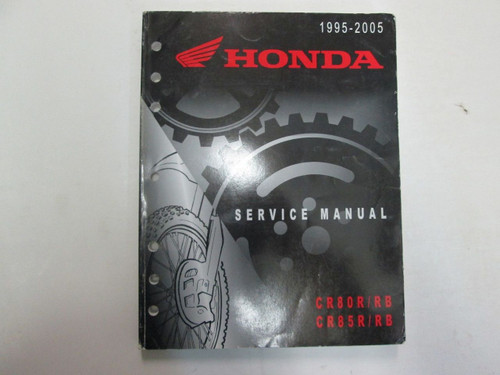 1995-2005
HONDA
SERVICE MANUAL
CR80R/RB
CR85R/RB